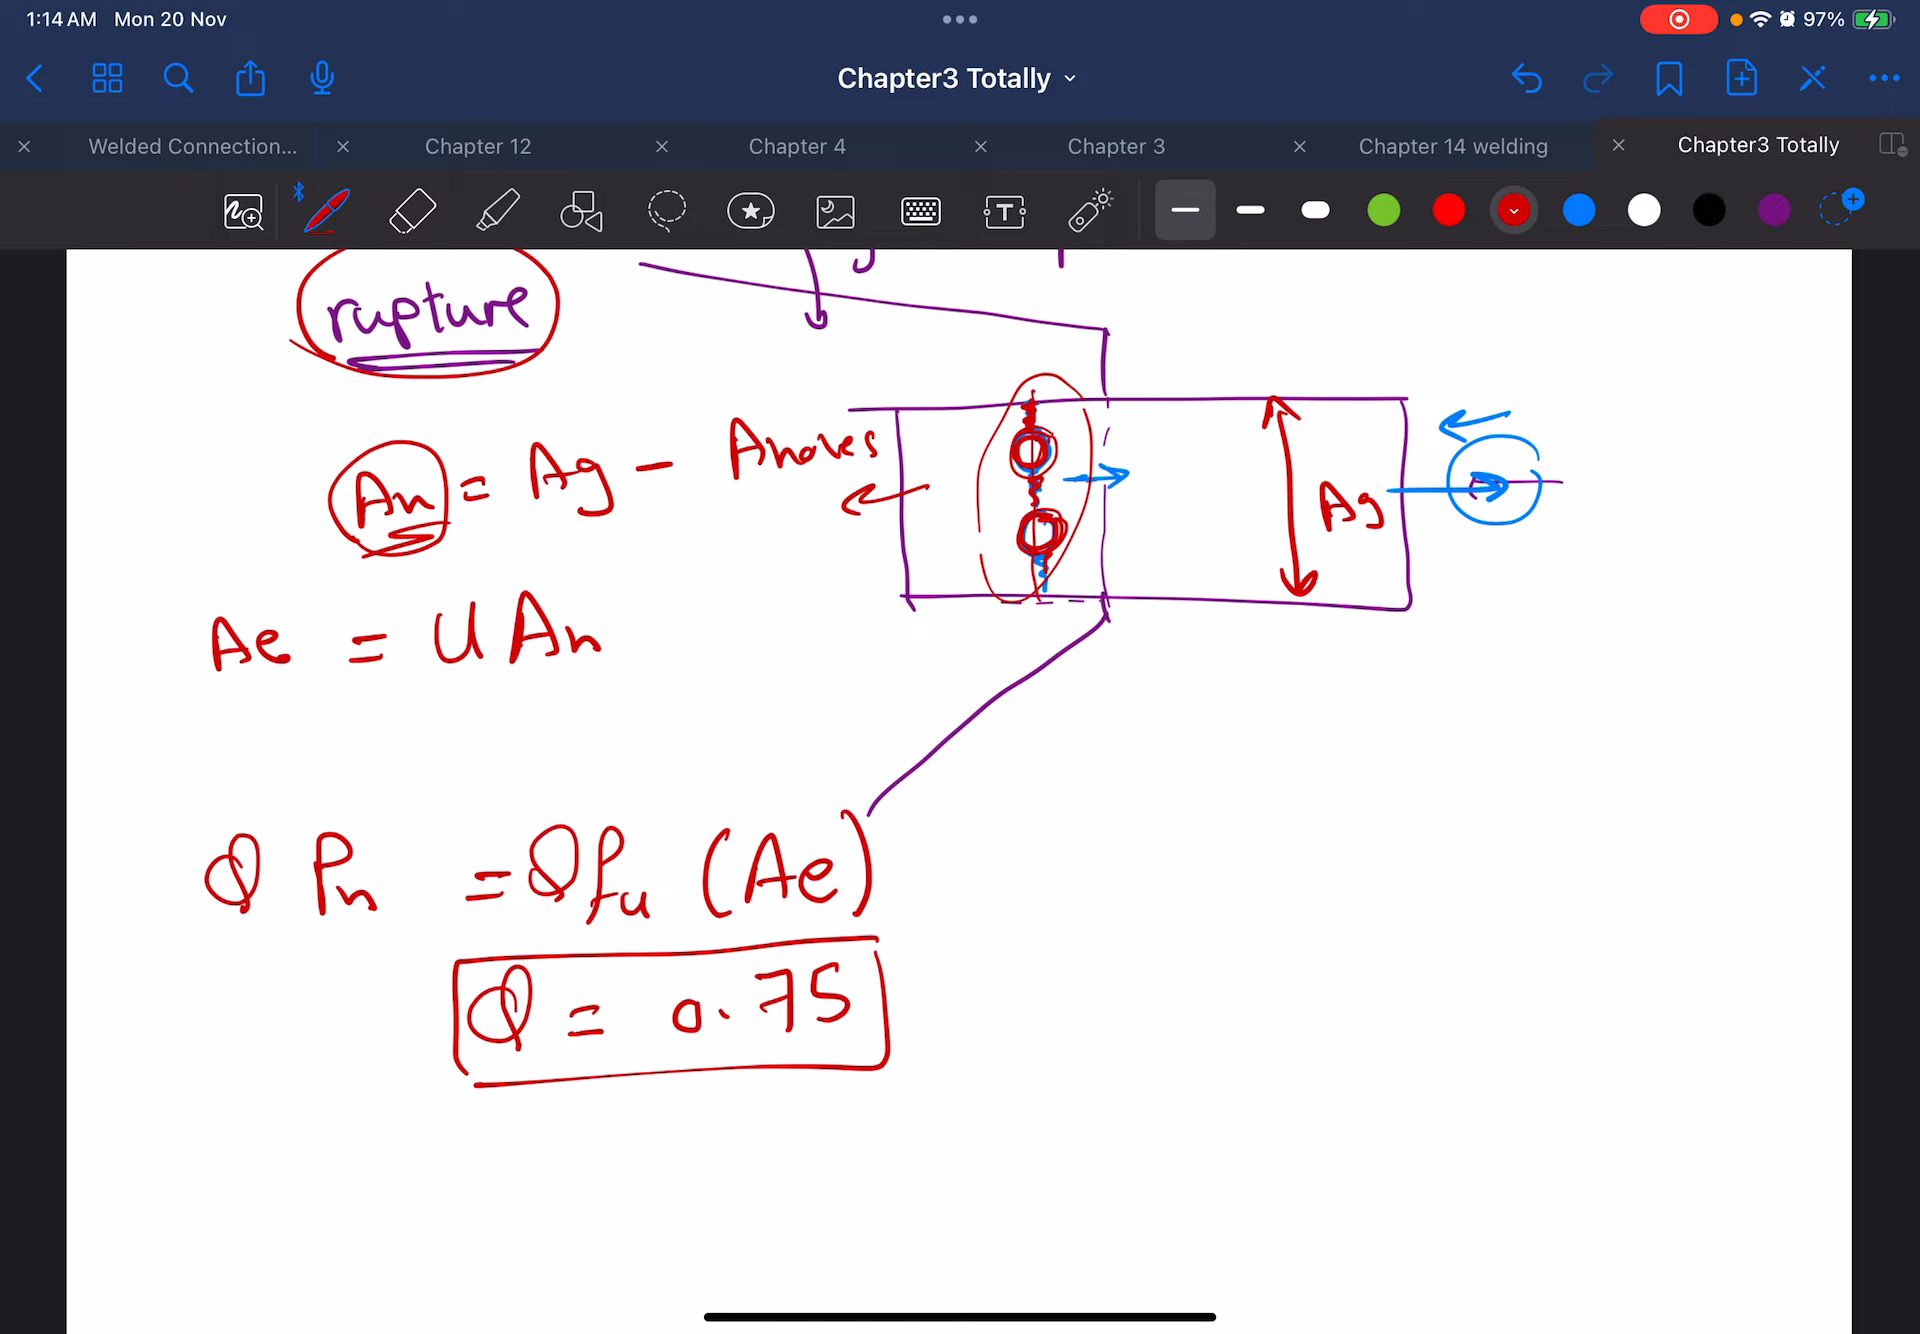 1:14 AM Mon 20 Nov 97%
Chapter3 Totally
Welded Connection... Chapter 12 Chapter 4 Chapter 3 Chapter 14 welding Chapter3 Totally
rupture
An = Ag - Aholes
Ag
Ae = U An
Ø Pn = Ø fu (Ae)
Ø = 0.75